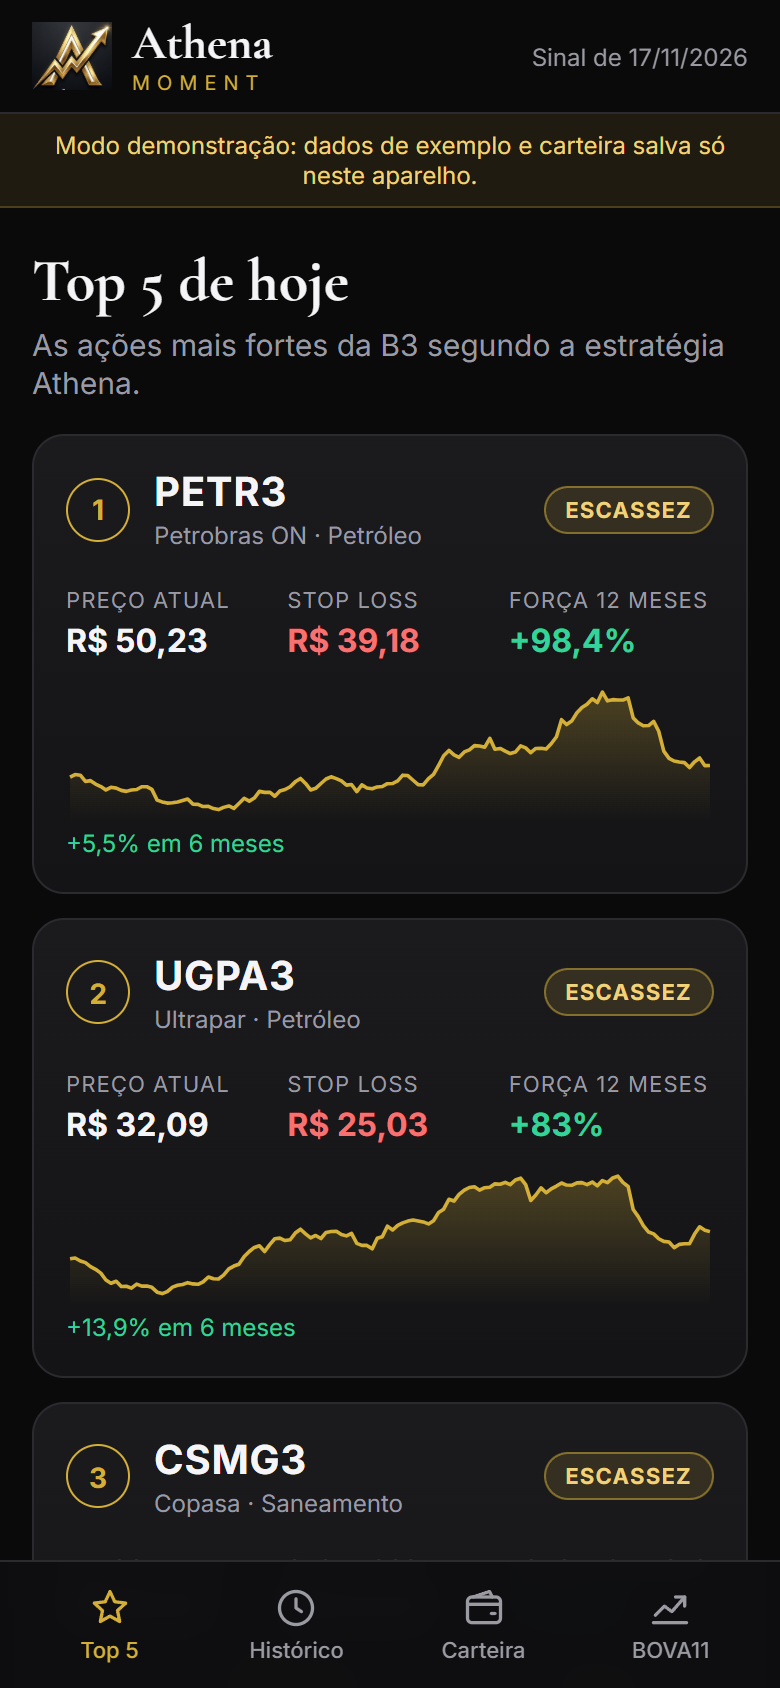 Athena
MOMENT
Sinal de 17/11/2026
Modo demonstração: dados de exemplo e carteira salva só
neste aparelho.
Top 5 de hoje
As ações mais fortes da B3 segundo a estratégia
Athena.
1
PETR3
Petrobras ON · Petróleo
ESCASSEZ
PREÇO ATUAL STOP LOSS FORÇA 12 MESES
R$ 50,23 R$ 39,18 +98,4%
+5,5% em 6 meses
2
UGPA3
Ultrapar · Petróleo
ESCASSEZ
PREÇO ATUAL STOP LOSS FORÇA 12 MESES
R$ 32,09 R$ 25,03 +83%
+13,9% em 6 meses
3
CSMG3
Copasa · Saneamento
ESCASSEZ
Top 5 Histórico Carteira BOVA11